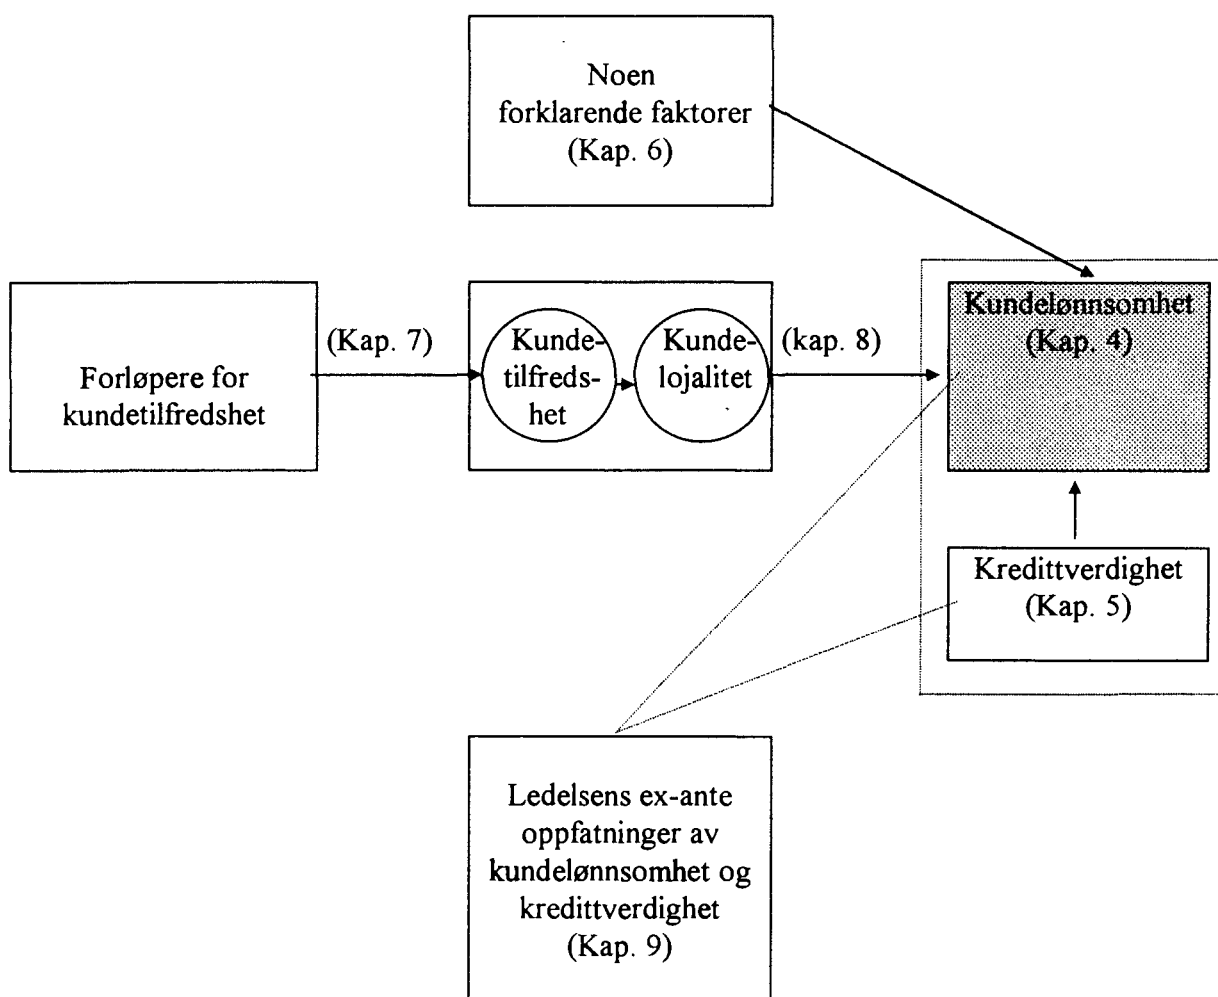 Noen
forklarende faktorer
(Kap. 6)
Forløpere for
kundetilfredshet
(Kap. 7)
Kunde-
tilfreds-
het
Kunde-
lojalitet
(kap. 8)
Kundelønnsomhet
(Kap. 4)
Kredittverdighet
(Kap. 5)
Ledelsens ex-ante
oppfatninger av
kundelønnsomhet og
kredittverdighet
(Kap. 9)